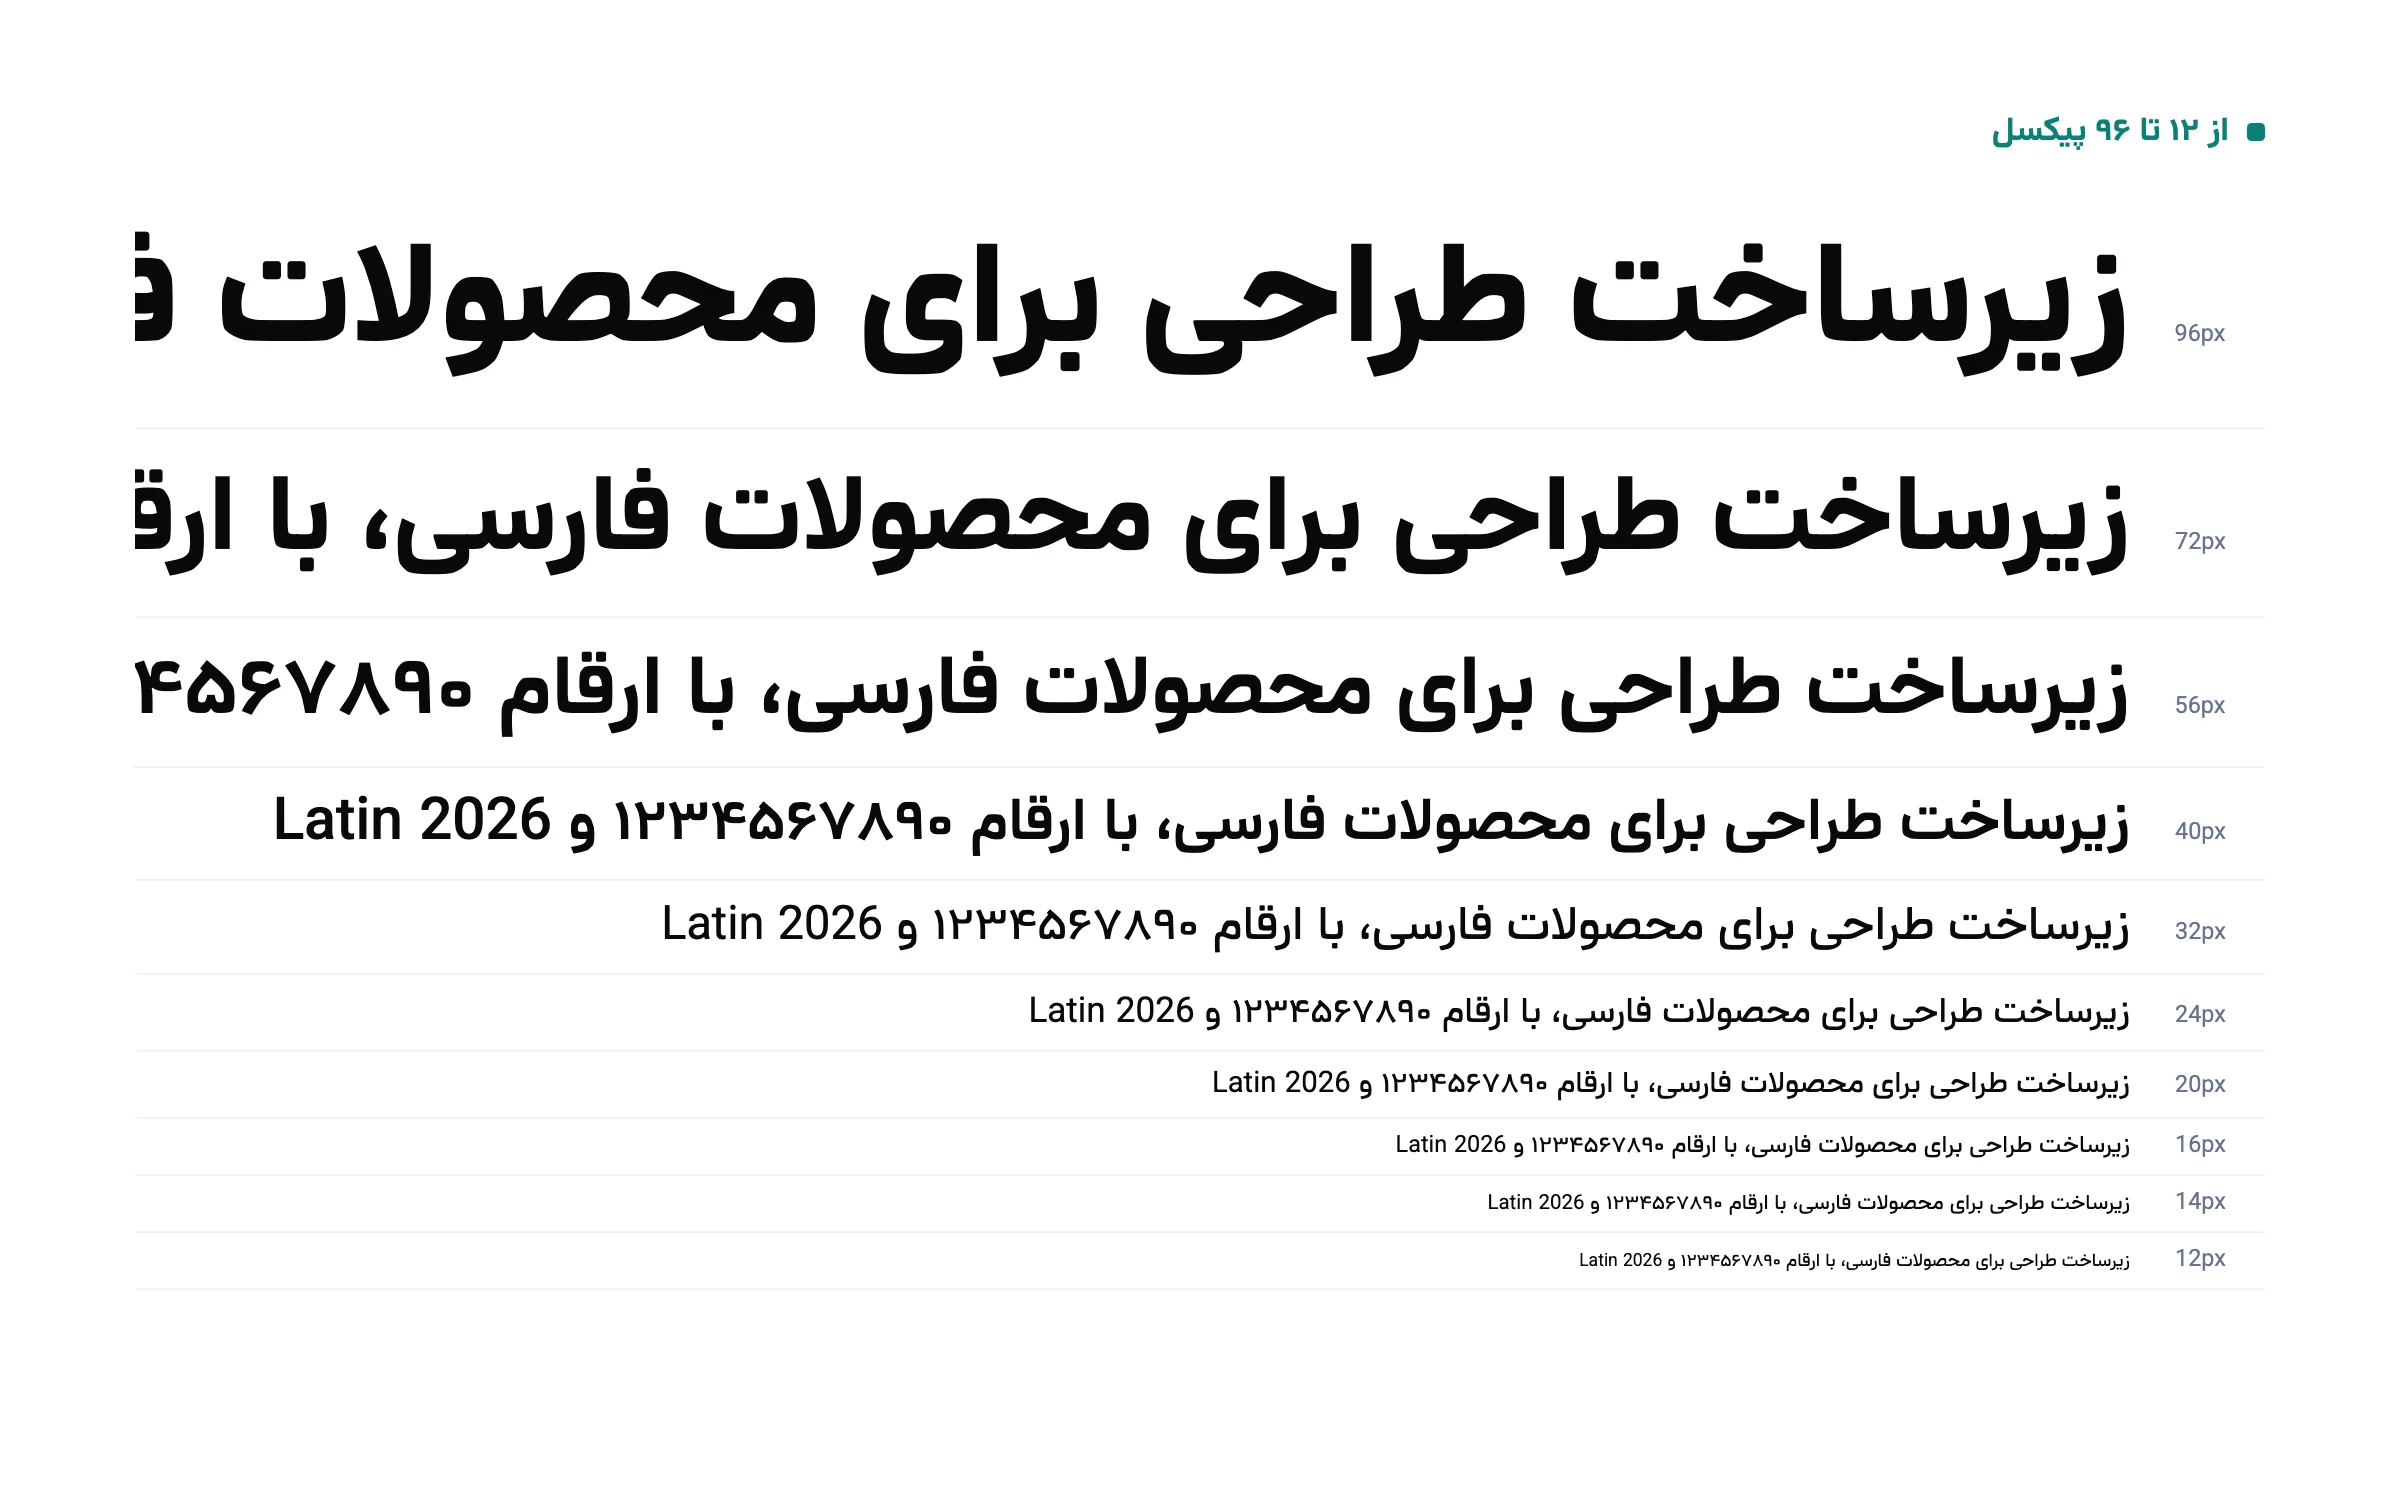 از ۱۲ تا ۹۶ پیکسل
96px زیرساخت طراحی برای محصولات ف
72px زیرساخت طراحی برای محصولات فارسی، با ارق
56px زیرساخت طراحی برای محصولات فارسی، با ارقام ۴۵۶۷۸۹۰
40px زیرساخت طراحی برای محصولات فارسی، با ارقام ۱۲۳۴۵۶۷۸۹۰ و Latin 2026
32px زیرساخت طراحی برای محصولات فارسی، با ارقام ۱۲۳۴۵۶۷۸۹۰ و Latin 2026
24px زیرساخت طراحی برای محصولات فارسی، با ارقام ۱۲۳۴۵۶۷۸۹۰ و Latin 2026
20px زیرساخت طراحی برای محصولات فارسی، با ارقام ۱۲۳۴۵۶۷۸۹۰ و Latin 2026
16px زیرساخت طراحی برای محصولات فارسی، با ارقام ۱۲۳۴۵۶۷۸۹۰ و Latin 2026
14px زیرساخت طراحی برای محصولات فارسی، با ارقام ۱۲۳۴۵۶۷۸۹۰ و Latin 2026
12px زیرساخت طراحی برای محصولات فارسی، با ارقام ۱۲۳۴۵۶۷۸۹۰ و Latin 2026